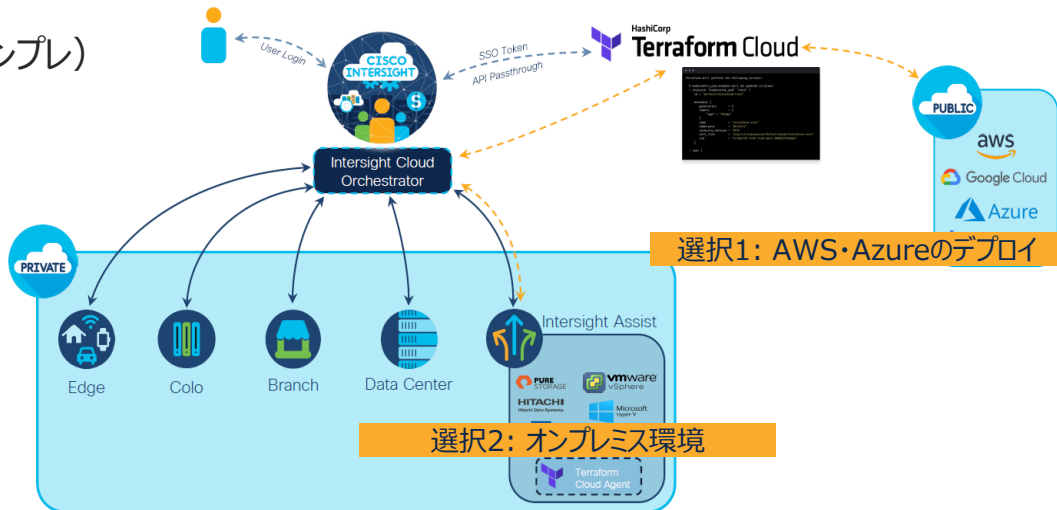 ンプレ）
User Login
CISCO
INTERSIGHT
SSO Token
API Passthrough
HashiCorp
Terraform Cloud
PUBLIC
aws
Google Cloud
Azure
Intersight Cloud
Orchestrator
選択1: AWS・Azureのデプロイ
PRIVATE
Edge
Colo
Branch
Data Center
Intersight Assist
PURE
STORAGE
vmware
vSphere
HITACHI
Hitachi Data Systems
Microsoft
Hyper-V
選択2: オンプレミス環境
Terraform
Cloud Agent